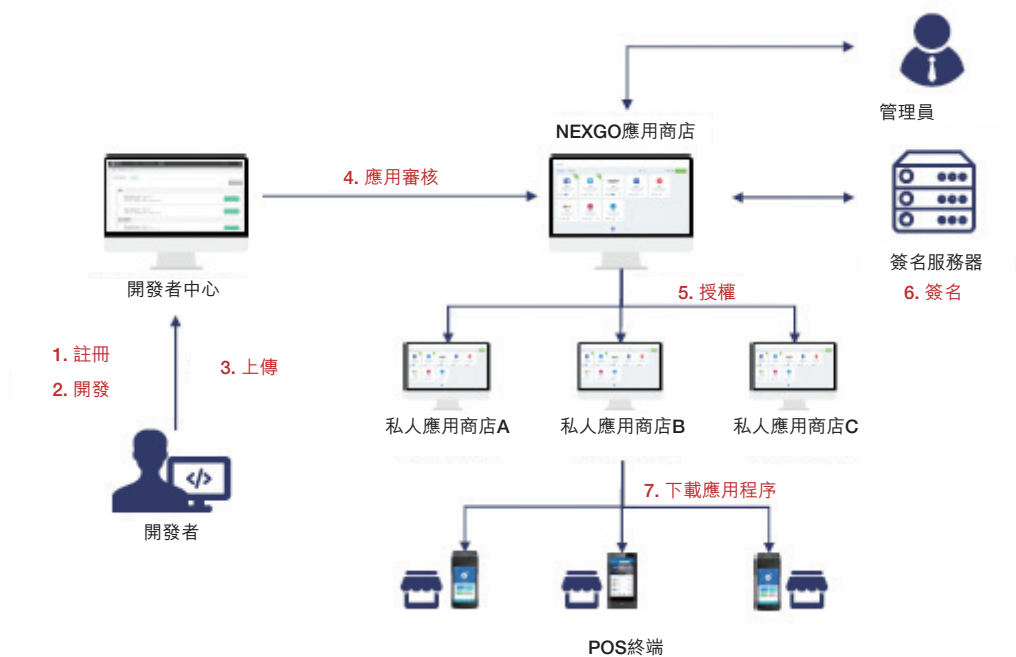 管理員
NEXGO應用商店
4. 應用審核
簽名服務器
6. 簽名
開發者中心
5. 授權
1. 註冊
2. 開發
3. 上傳
私人應用商店A
私人應用商店B
私人應用商店C
</>
7. 下載應用程序
開發者
POS終端